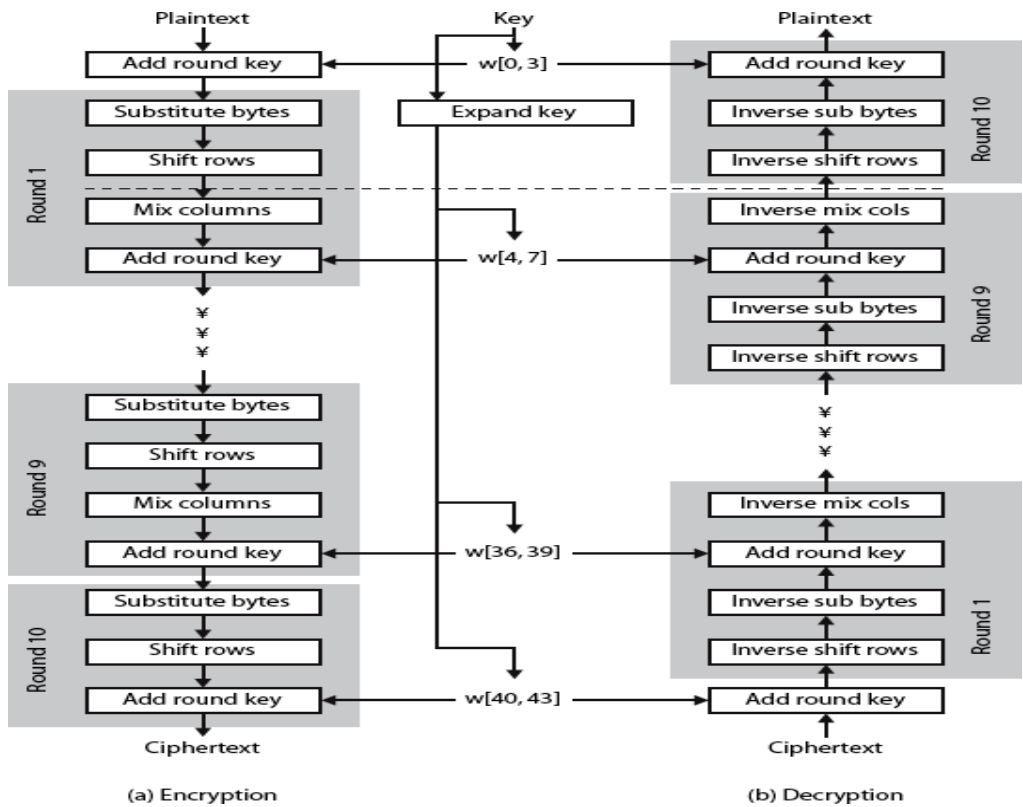 Plaintext
Add round key
Round 1
Substitute bytes
Shift rows
Mix columns
Add round key
¥
¥
¥
Round 9
Substitute bytes
Shift rows
Mix columns
Add round key
Round 10
Substitute bytes
Shift rows
Add round key
Ciphertext
(a) Encryption
Key
w[0, 3]
Expand key
w[4, 7]
w[36, 39]
w[40, 43]
Plaintext
Add round key
Inverse sub bytes
Inverse shift rows
Round 10
Inverse mix cols
Add round key
Inverse sub bytes
Inverse shift rows
Round 9
¥
¥
¥
Inverse mix cols
Add round key
Inverse sub bytes
Inverse shift rows
Round 1
Add round key
Ciphertext
(b) Decryption